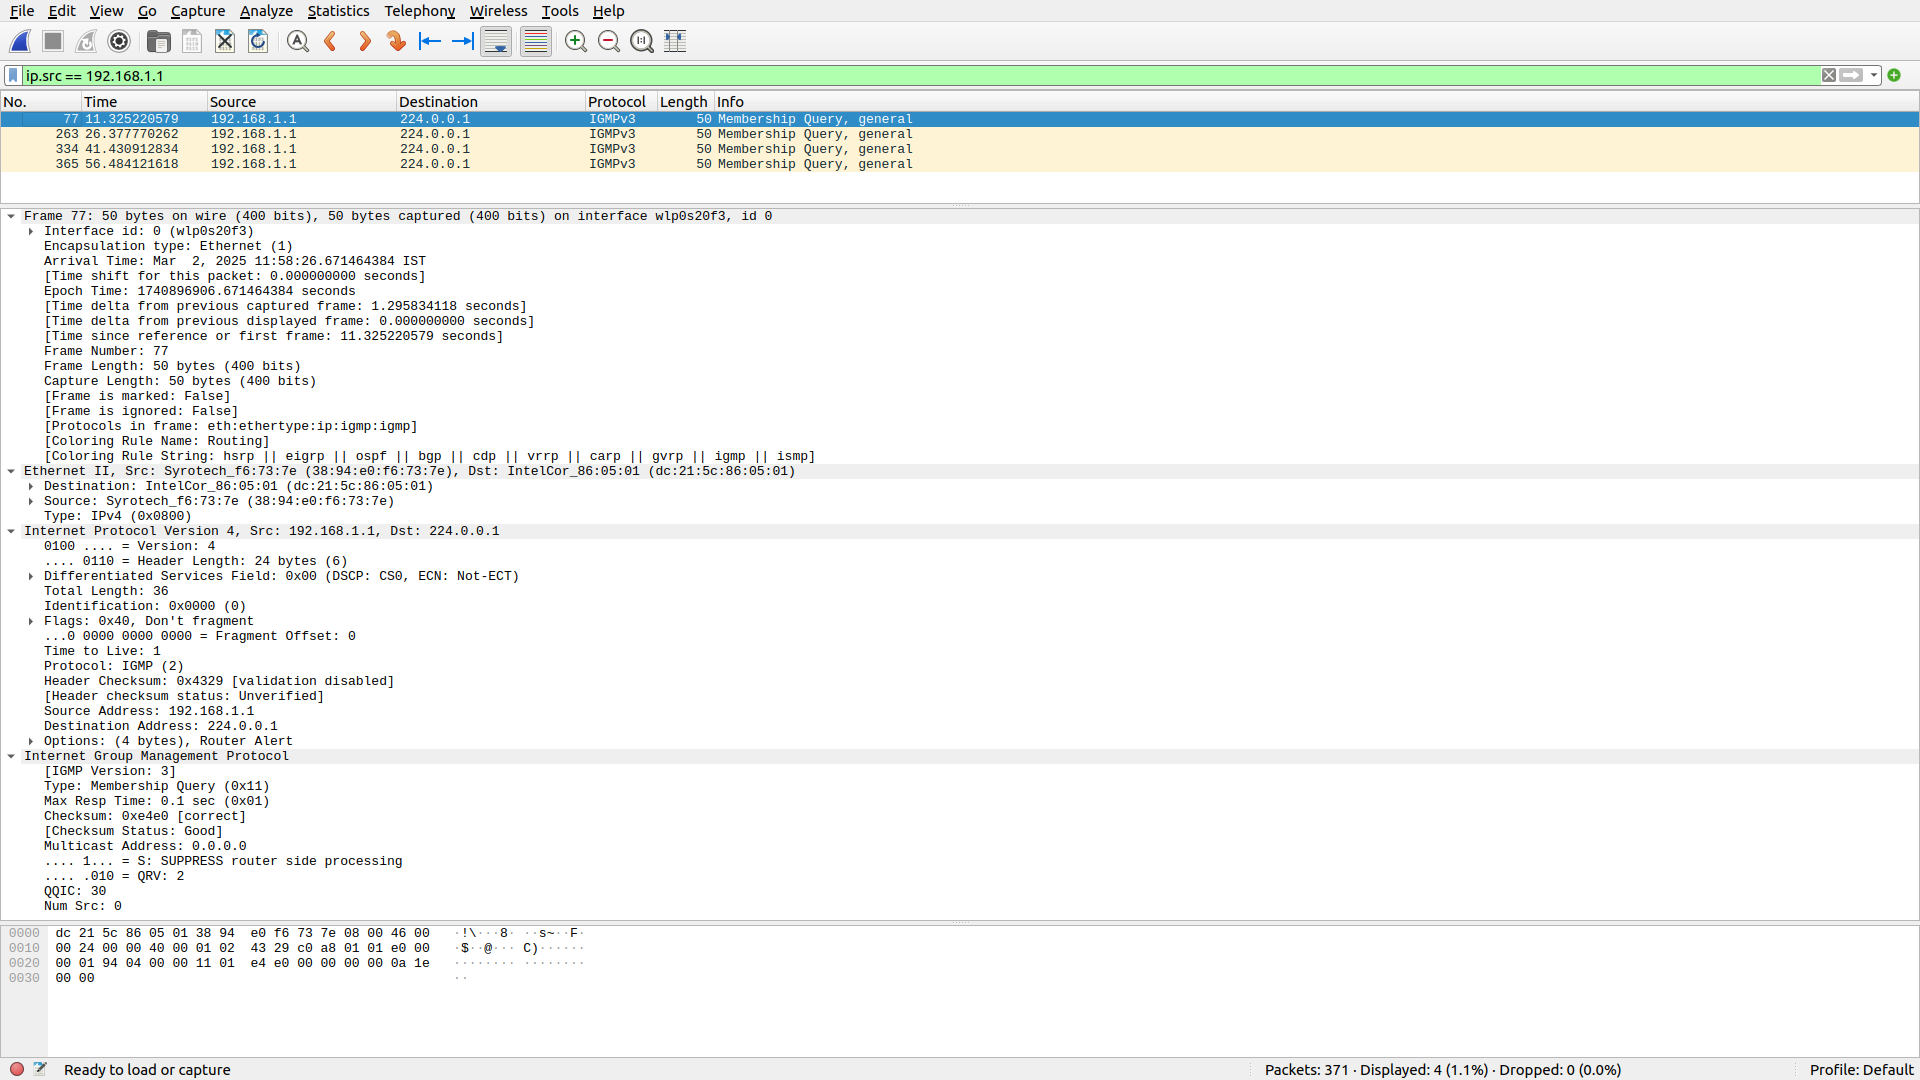 File Edit View Go Capture Analyze Statistics Telephony Wireless Tools Help
ip.src == 192.168.1.1
No. Time Source Destination Protocol Length Info
77 11.325220579 192.168.1.1 224.0.0.1 IGMPv3 50 Membership Query, general
263 26.377770262 192.168.1.1 224.0.0.1 IGMPv3 50 Membership Query, general
334 41.430912834 192.168.1.1 224.0.0.1 IGMPv3 50 Membership Query, general
365 56.484121618 192.168.1.1 224.0.0.1 IGMPv3 50 Membership Query, general
Frame 77: 50 bytes on wire (400 bits), 50 bytes captured (400 bits) on interface wlp0s20f3, id 0
Interface id: 0 (wlp0s20f3)
Encapsulation type: Ethernet (1)
Arrival Time: Mar  2, 2025 11:58:26.671464384 IST
[Time shift for this packet: 0.000000000 seconds]
Epoch Time: 1740896906.671464384 seconds
[Time delta from previous captured frame: 1.295834118 seconds]
[Time delta from previous displayed frame: 0.000000000 seconds]
[Time since reference or first frame: 11.325220579 seconds]
Frame Number: 77
Frame Length: 50 bytes (400 bits)
Capture Length: 50 bytes (400 bits)
[Frame is marked: False]
[Frame is ignored: False]
[Protocols in frame: eth:ethertype:ip:igmp:igmp]
[Coloring Rule Name: Routing]
[Coloring Rule String: hsrp || eigrp || ospf || bgp || cdp || vrrp || carp || gvrp || igmp || ismp]
Ethernet II, Src: Syrotech_f6:73:7e (38:94:e0:f6:73:7e), Dst: IntelCor_86:05:01 (dc:21:5c:86:05:01)
Destination: IntelCor_86:05:01 (dc:21:5c:86:05:01)
Source: Syrotech_f6:73:7e (38:94:e0:f6:73:7e)
Type: IPv4 (0x0800)
Internet Protocol Version 4, Src: 192.168.1.1, Dst: 224.0.0.1
0100 .... = Version: 4
.... 0110 = Header Length: 24 bytes (6)
Differentiated Services Field: 0x00 (DSCP: CS0, ECN: Not-ECT)
Total Length: 36
Identification: 0x0000 (0)
Flags: 0x40, Don't fragment
...0 0000 0000 0000 = Fragment Offset: 0
Time to Live: 1
Protocol: IGMP (2)
Header Checksum: 0x4329 [validation disabled]
[Header checksum status: Unverified]
Source Address: 192.168.1.1
Destination Address: 224.0.0.1
Options: (4 bytes), Router Alert
Internet Group Management Protocol
[IGMP Version: 3]
Type: Membership Query (0x11)
Max Resp Time: 0.1 sec (0x01)
Checksum: 0xe4e0 [correct]
[Checksum Status: Good]
Multicast Address: 0.0.0.0
.... 1... = S: SUPPRESS router side processing
.... .010 = QRV: 2
QQIC: 30
Num Src: 0
0000 dc 21 5c 86 05 01 38 94 e0 f6 73 7e 08 00 46 00 ·!\···8· ··s~··F·
0010 00 24 00 00 40 00 01 02 43 29 c0 a8 01 01 e0 00 ·$··@··· C)······
0020 00 01 94 04 00 00 11 01 e4 e0 00 00 00 00 0a 1e ········ ········
0030 00 00 ··
Ready to load or capture
Packets: 371 · Displayed: 4 (1.1%) · Dropped: 0 (0.0%)
Profile: Default